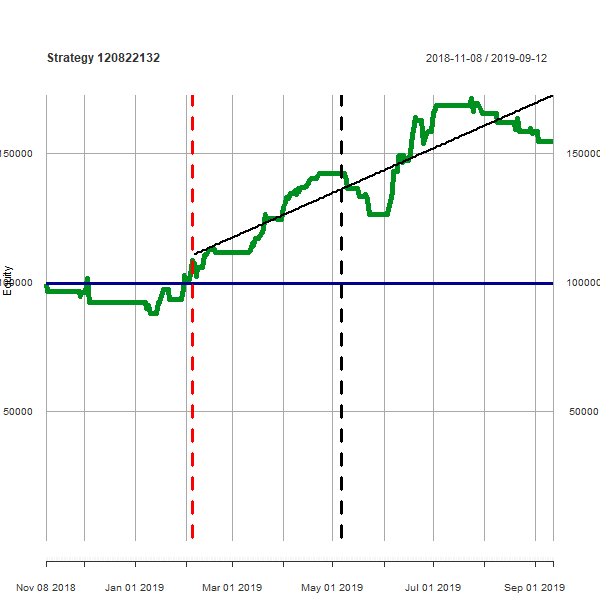 Strategy 120822132
2018-11-08 / 2019-09-12
150000
150000
Equity
100000
100000
50000
50000
Nov 08 2018
Jan 01 2019
Mar 01 2019
May 01 2019
Jul 01 2019
Sep 01 2019